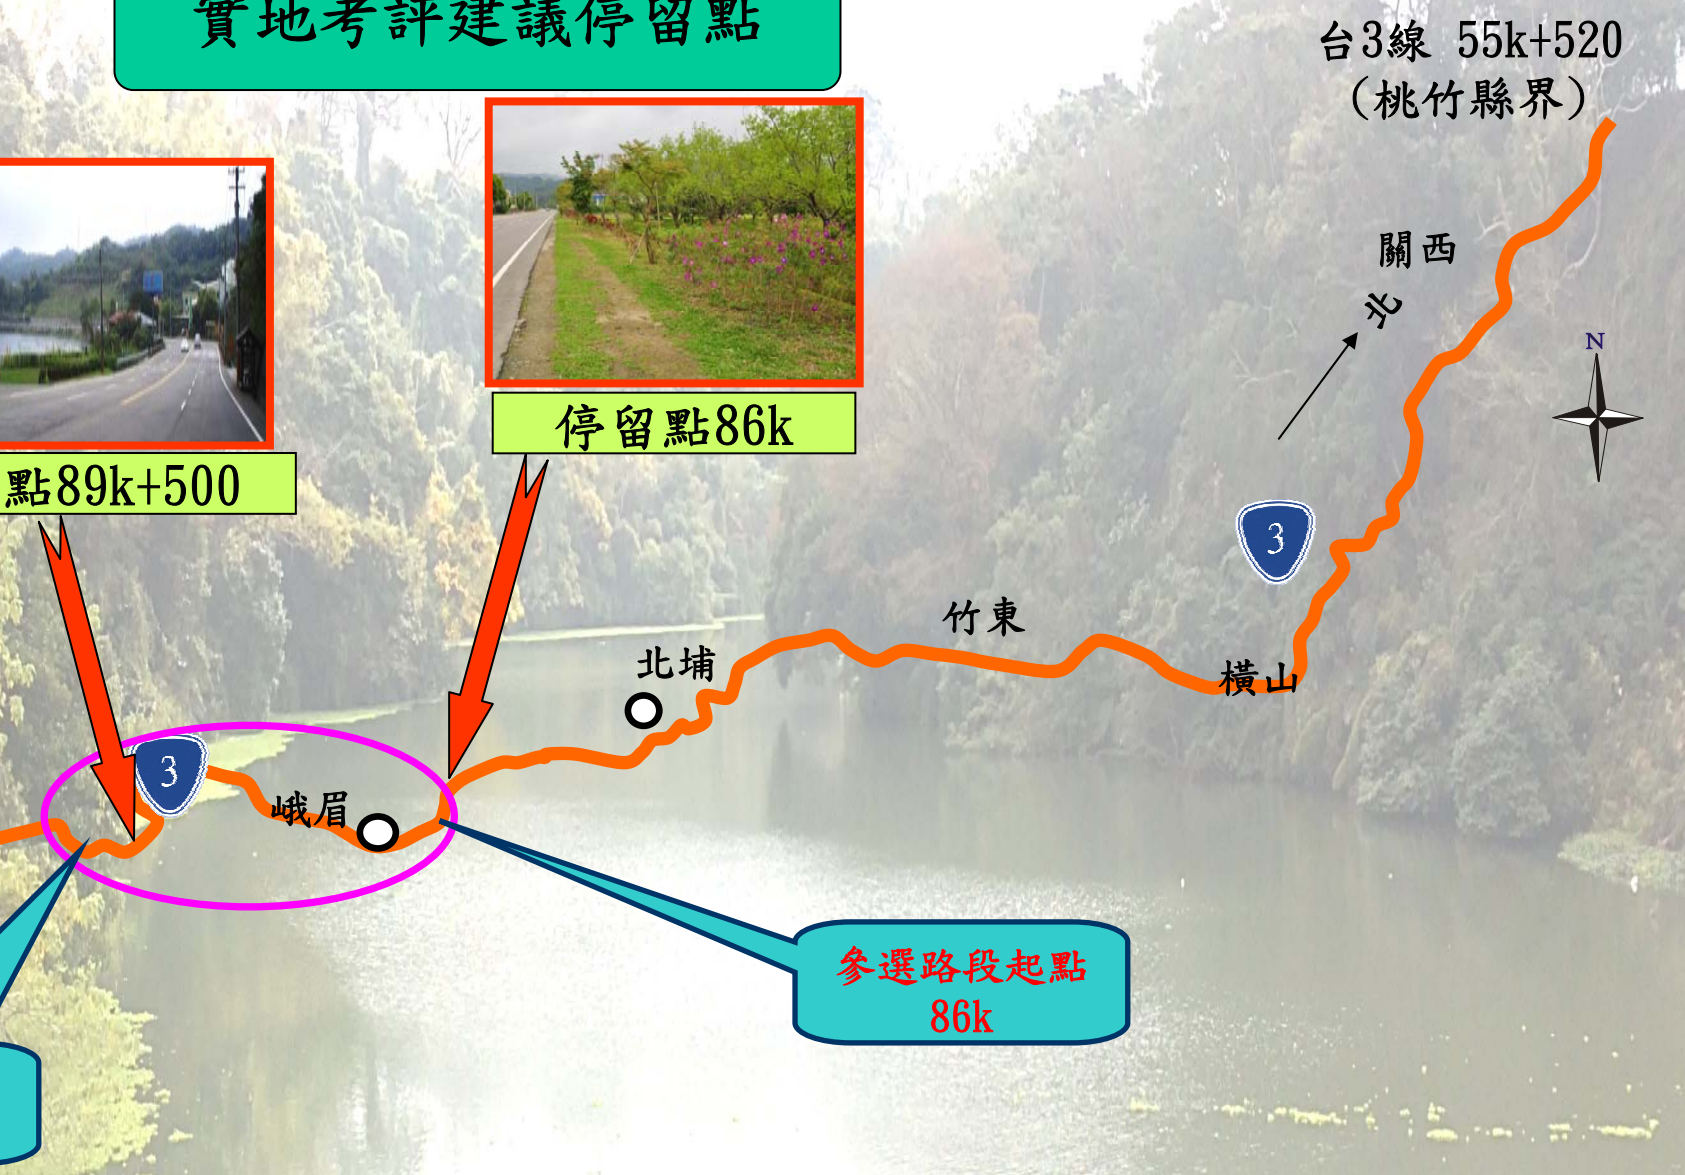 實地考評建議停留點
台3線 55k+520
(桃竹縣界)
關西
北
N
停留點86k
點89k+500
3
竹東
北埔
橫山
3
峨眉
參選路段起點
86k